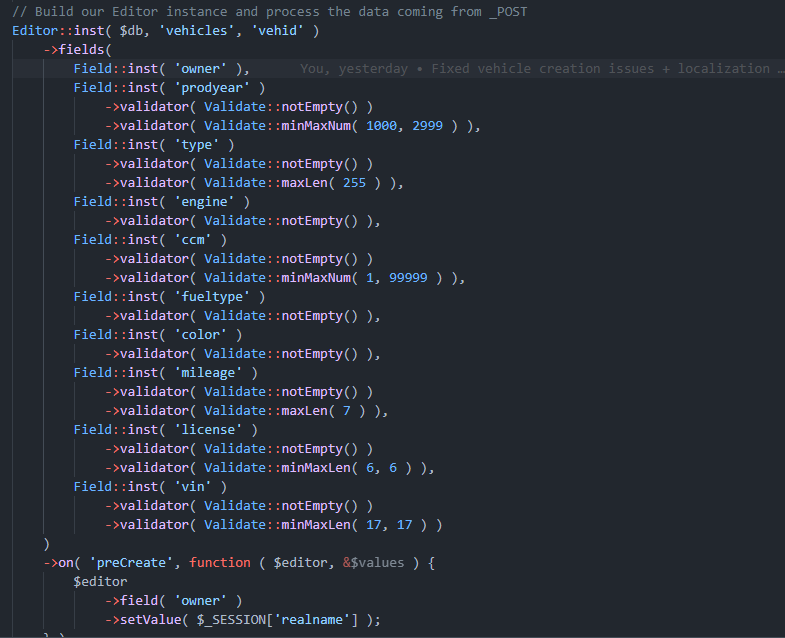 // Build our Editor instance and process the data coming from _POST
Editor::inst( $db, 'vehicles', 'vehid' )
    ->fields(
        Field::inst( 'owner' ),      You, yesterday • Fixed vehicle creation issues + localization …
        Field::inst( 'prodyear' )
            ->validator( Validate::notEmpty() )
            ->validator( Validate::minMaxNum( 1000, 2999 ) ),
        Field::inst( 'type' )
            ->validator( Validate::notEmpty() )
            ->validator( Validate::maxLen( 255 ) ),
        Field::inst( 'engine' )
            ->validator( Validate::notEmpty() ),
        Field::inst( 'ccm' )
            ->validator( Validate::notEmpty() )
            ->validator( Validate::minMaxNum( 1, 99999 ) ),
        Field::inst( 'fueltype' )
            ->validator( Validate::notEmpty() ),
        Field::inst( 'color' )
            ->validator( Validate::notEmpty() ),
        Field::inst( 'mileage' )
            ->validator( Validate::notEmpty() )
            ->validator( Validate::maxLen( 7 ) ),
        Field::inst( 'license' )
            ->validator( Validate::notEmpty() )
            ->validator( Validate::minMaxLen( 6, 6 ) ),
        Field::inst( 'vin' )
            ->validator( Validate::notEmpty() )
            ->validator( Validate::minMaxLen( 17, 17 ) )
    )
    ->on( 'preCreate', function ( $editor, &$values ) {
        $editor
            ->field( 'owner' )
            ->setValue( $_SESSION['realname'] );
    } )